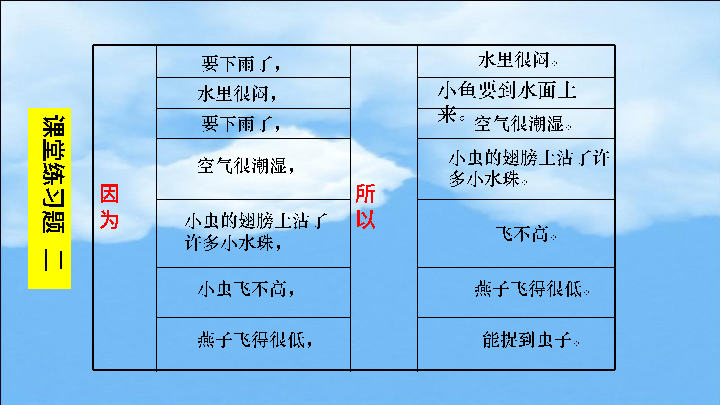 课堂练习题 二
因为
所以
要下雨了，
水里很闷。
水里很闷，
小鱼要到水面上
来。
要下雨了，
空气很潮湿。
空气很潮湿，
小虫的翅膀上沾了许
多小水珠。
小虫的翅膀上沾了
许多小水珠，
飞不高。
小虫飞不高，
燕子飞得很低。
燕子飞得很低，
能捉到虫子。